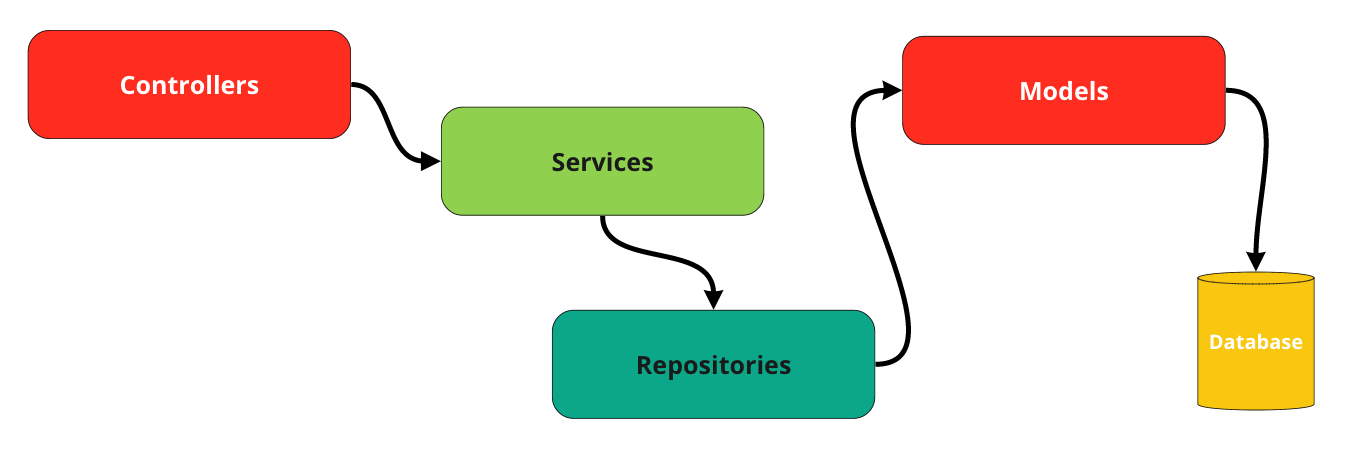 Controllers
Services
Repositories
Models
Database